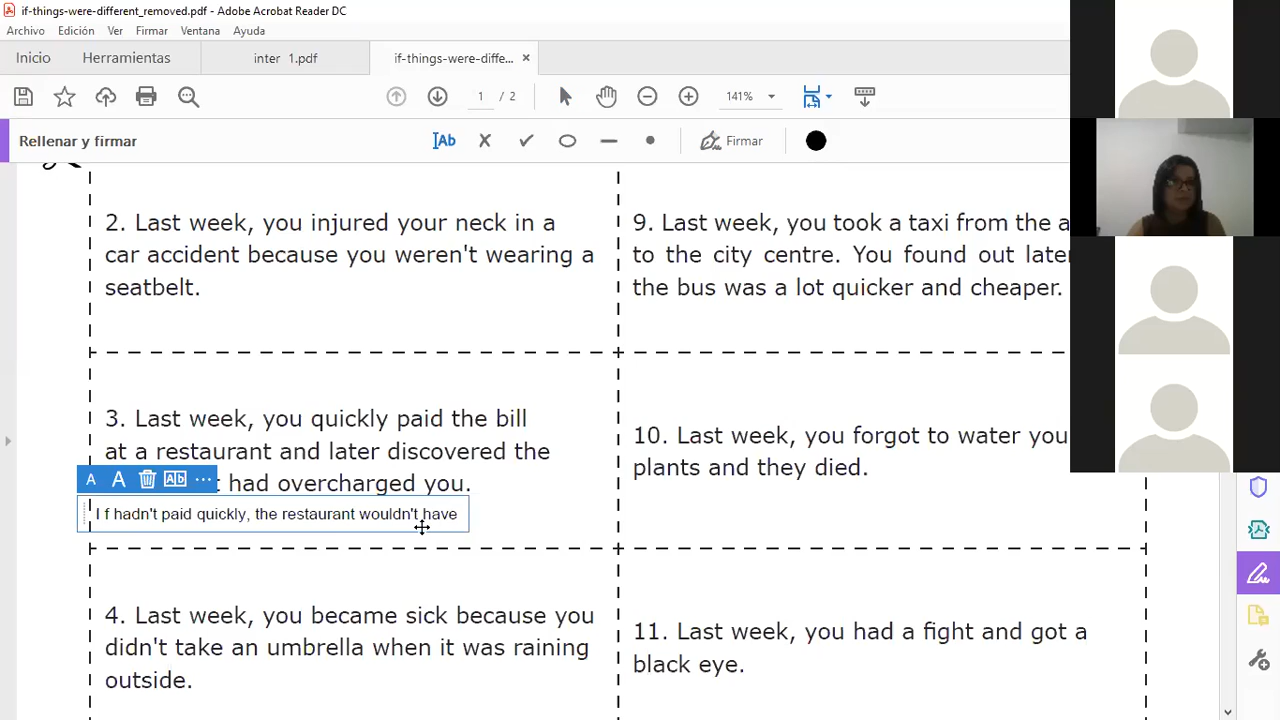 if-things-were-different_removed.pdf - Adobe Acrobat Reader DC
Archivo Edición Ver Firmar Ventana Ayuda
Inicio Herramientas inter 1.pdf if-things-were-diffe... ×
1 / 2 141%
Rellenar y firmar Ab Firmar
2. Last week, you injured your neck in a
car accident because you weren't wearing a
seatbelt.
9. Last week, you took a taxi from the a
to the city centre. You found out later
the bus was a lot quicker and cheaper.
3. Last week, you quickly paid the bill
at a restaurant and later discovered the
had overcharged you.
A A Ab ...
I f hadn't paid quickly, the restaurant wouldn't have
10. Last week, you forgot to water you
plants and they died.
4. Last week, you became sick because you
didn't take an umbrella when it was raining
outside.
11. Last week, you had a fight and got a
black eye.